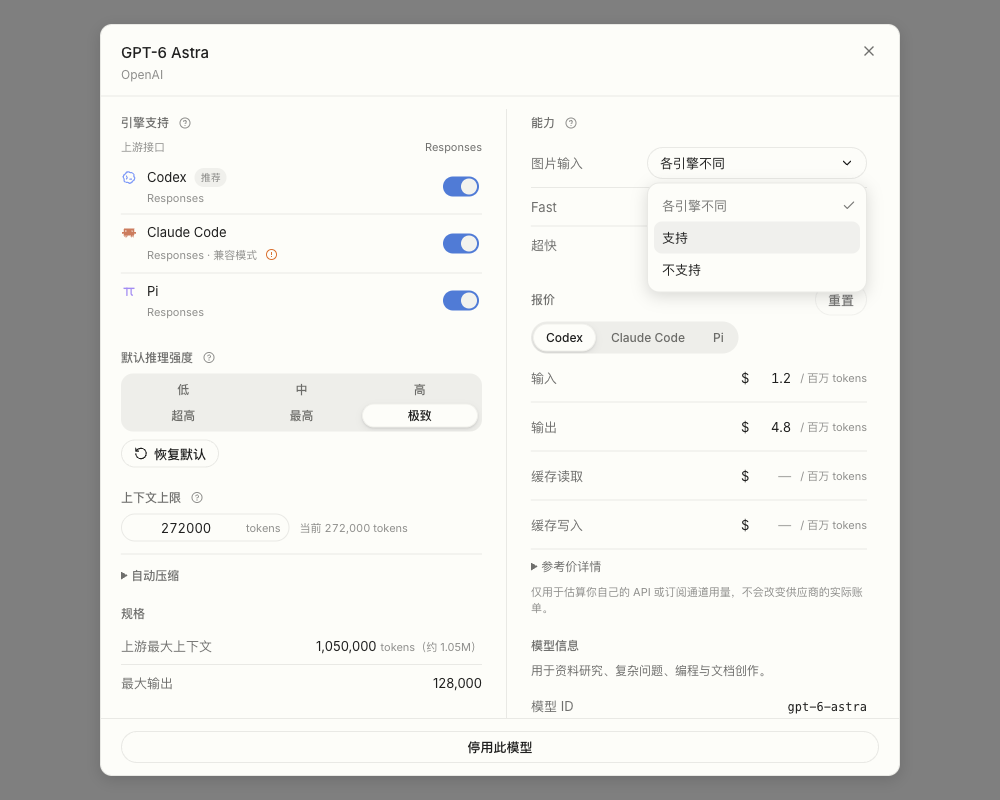 GPT-6 Astra
OpenAI
引擎支持
上游接口 Responses
Codex 推荐
Responses
Claude Code
Responses · 兼容模式
Pi
Responses
默认推理强度
低 中 高
超高 最高 极致
恢复默认
上下文上限
272000 tokens 当前 272,000 tokens
自动压缩
规格
上游最大上下文 1,050,000 tokens（约 1.05M）
最大输出 128,000
能力
图片输入 各引擎不同
各引擎不同
支持
不支持
Fast
超快
报价 重置
Codex Claude Code Pi
输入 $ 1.2 / 百万 tokens
输出 $ 4.8 / 百万 tokens
缓存读取 $ — / 百万 tokens
缓存写入 $ — / 百万 tokens
参考价详情
仅用于估算你自己的 API 或订阅通道用量，不会改变供应商的实际账
单。
模型信息
用于资料研究、复杂问题、编程与文档创作。
模型 ID gpt-6-astra
停用此模型